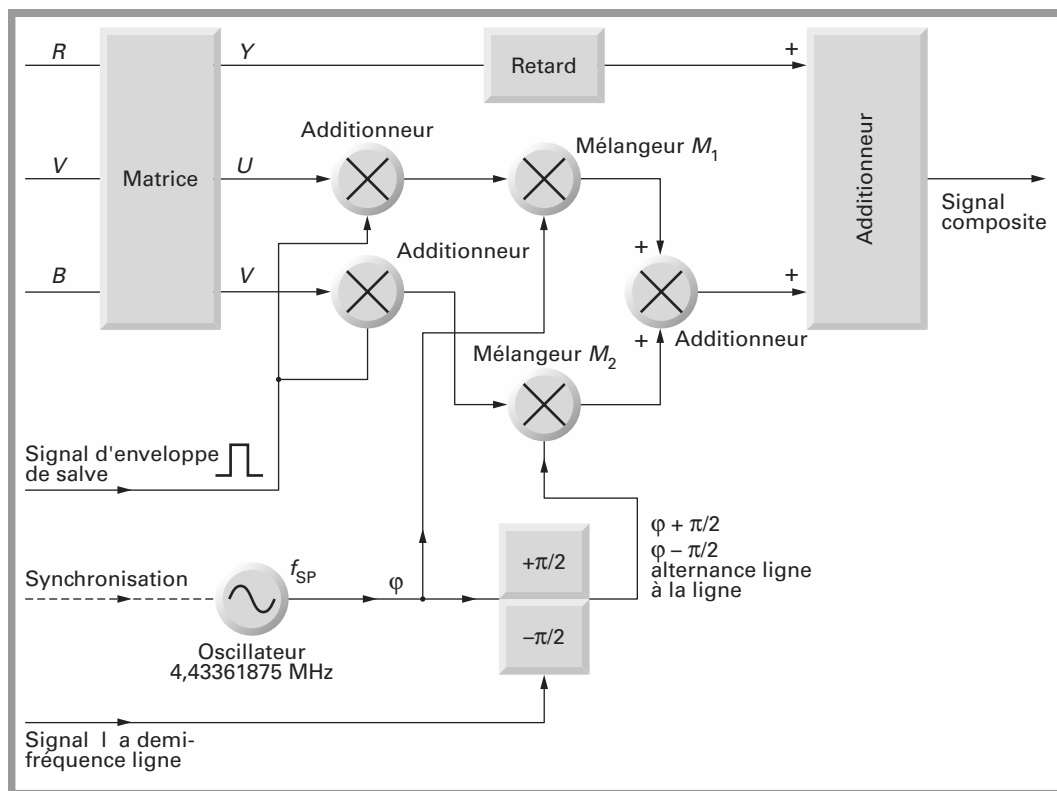 R
Y
Retard
+
Additionneur
Mélangeur M1
V
Matrice
U
Additionneur
Signal
composite
Additionneur
+
+
B
V
Additionneur
+
Mélangeur M2
Signal d'enveloppe
de salve
φ + π/2
φ – π/2
alternance ligne
à la ligne
Synchronisation
fSP
φ
+π/2
–π/2
Oscillateur
4,43361875 MHz
Signal l a demi-
fréquence ligne